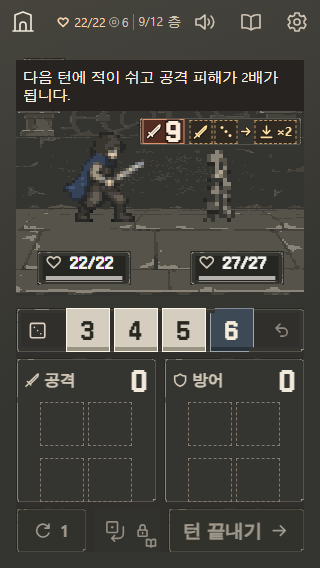 22/22 6 9/12 층
다음 턴에 적이 쉬고 공격 피해가 2배가
됩니다.
9 ×2
22/22 27/27
3 4 5 6
공격 0 방어 0
1 턴 끝내기